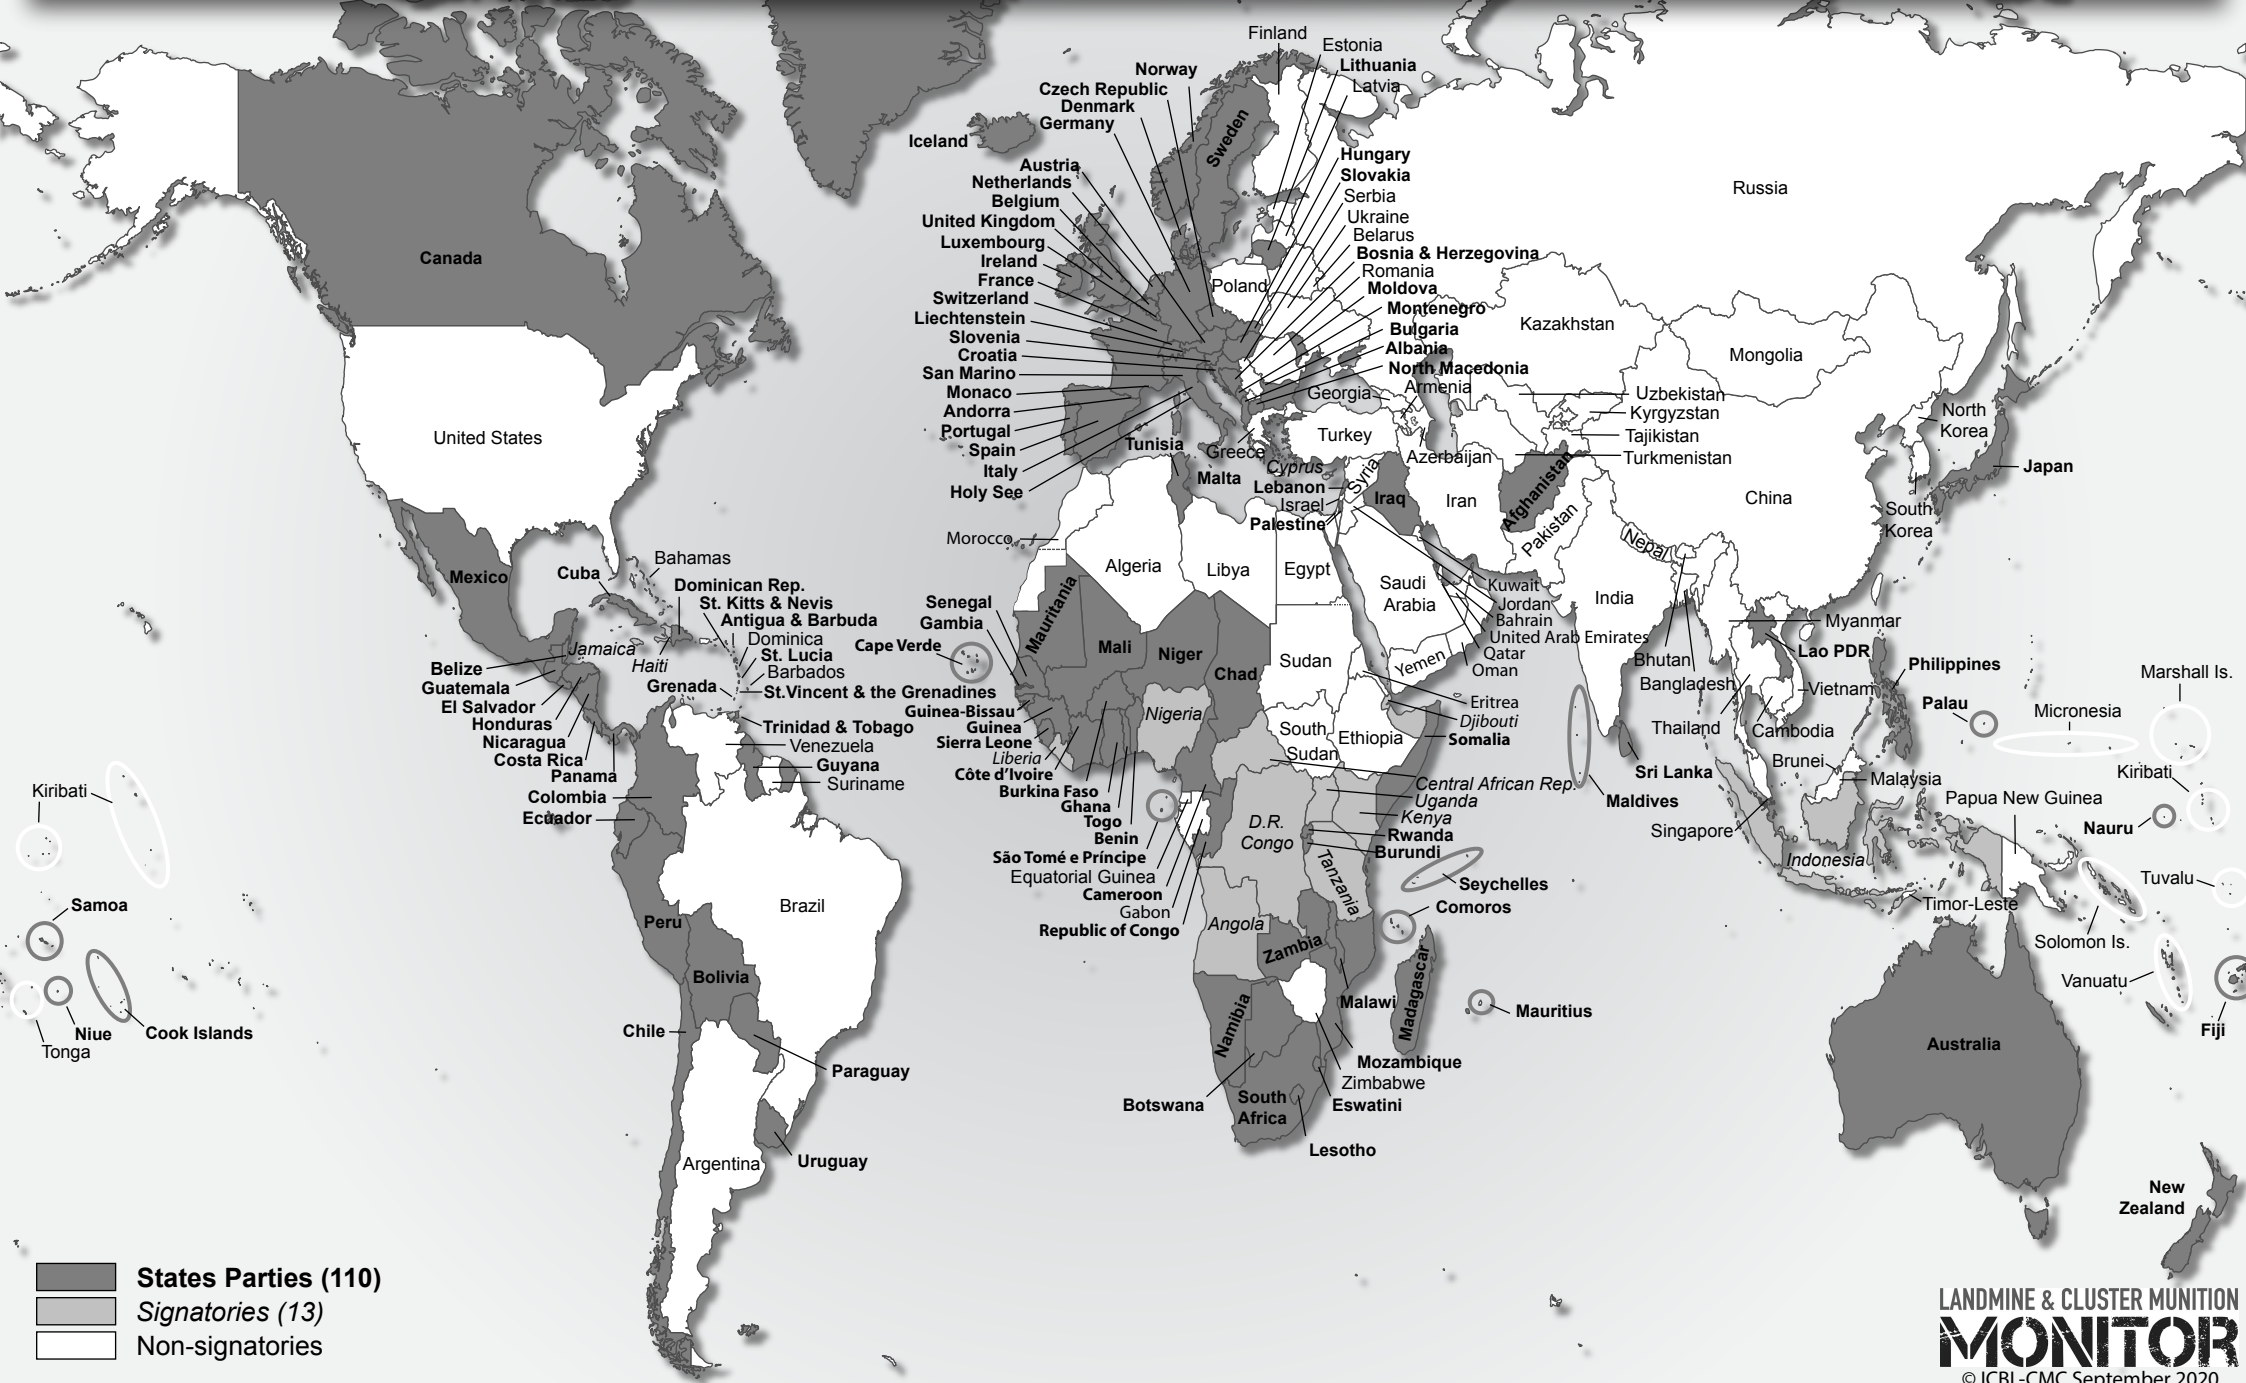 Finland
Estonia
Lithuania
Latvia
Norway
Czech Republic
Denmark
Germany
Iceland
Sweden
Austria
Netherlands
Belgium
United Kingdom
Luxembourg
Ireland
France
Switzerland
Liechtenstein
Slovenia
Croatia
San Marino
Monaco
Andorra
Portugal
Spain
Italy
Holy See
Hungary
Slovakia
Serbia
Ukraine
Belarus
Bosnia & Herzegovina
Romania
Moldova
Montenegro
Bulgaria
Albania
North Macedonia
Armenia
Georgia
Poland
Russia
Kazakhstan
Mongolia
Uzbekistan
Kyrgyzstan
Tajikistan
Turkmenistan
North
Korea
Japan
South
Korea
China
Canada
United States
Mexico
Cuba
Bahamas
Dominican Rep.
St. Kitts & Nevis
Antigua & Barbuda
Dominica
St. Lucia
Barbados
St.Vincent & the Grenadines
Jamaica
Haiti
Grenada
Trinidad & Tobago
Venezuela
Guyana
Suriname
Belize
Guatemala
El Salvador
Honduras
Nicaragua
Costa Rica
Panama
Colombia
Ecuador
Peru
Brazil
Bolivia
Chile
Paraguay
Uruguay
Argentina
Kiribati
Samoa
Niue
Tonga
Cook Islands
Tunisia
Malta
Greece
Turkey
Cyprus
Lebanon
Israel
Palestine
Syria
Iraq
Iran
Azerbaijan
Afghanistan
Pakistan
Nepal
India
Morocco
Algeria
Libya
Egypt
Saudi
Arabia
Kuwait
Jordan
Bahrain
United Arab Emirates
Qatar
Oman
Yemen
Senegal
Gambia
Cape Verde
Mauritania
Mali
Niger
Chad
Sudan
Nigeria
South
Sudan
Ethiopia
Eritrea
Djibouti
Somalia
Guinea-Bissau
Guinea
Sierra Leone
Liberia
Côte d’Ivoire
Burkina Faso
Ghana
Togo
Benin
São Tomé e Príncipe
Equatorial Guinea
Cameroon
Gabon
Republic of Congo
Central African Rep.
Uganda
Kenya
Rwanda
Burundi
D.R.
Congo
Tanzania
Angola
Zambia
Namibia
Malawi
Madagascar
Seychelles
Comoros
Mauritius
Mozambique
Zimbabwe
Eswatini
Botswana
South
Africa
Lesotho
Bhutan
Bangladesh
Myanmar
Lao PDR
Vietnam
Thailand
Cambodia
Philippines
Palau
Micronesia
Marshall Is.
Sri Lanka
Maldives
Brunei
Malaysia
Singapore
Indonesia
Papua New Guinea
Kiribati
Nauru
Tuvalu
Timor-Leste
Solomon Is.
Vanuatu
Fiji
Australia
New
Zealand
States Parties (110)
Signatories (13)
Non-signatories
LANDMINE & CLUSTER MUNITION
MONITOR
© ICBL-CMC September 2020